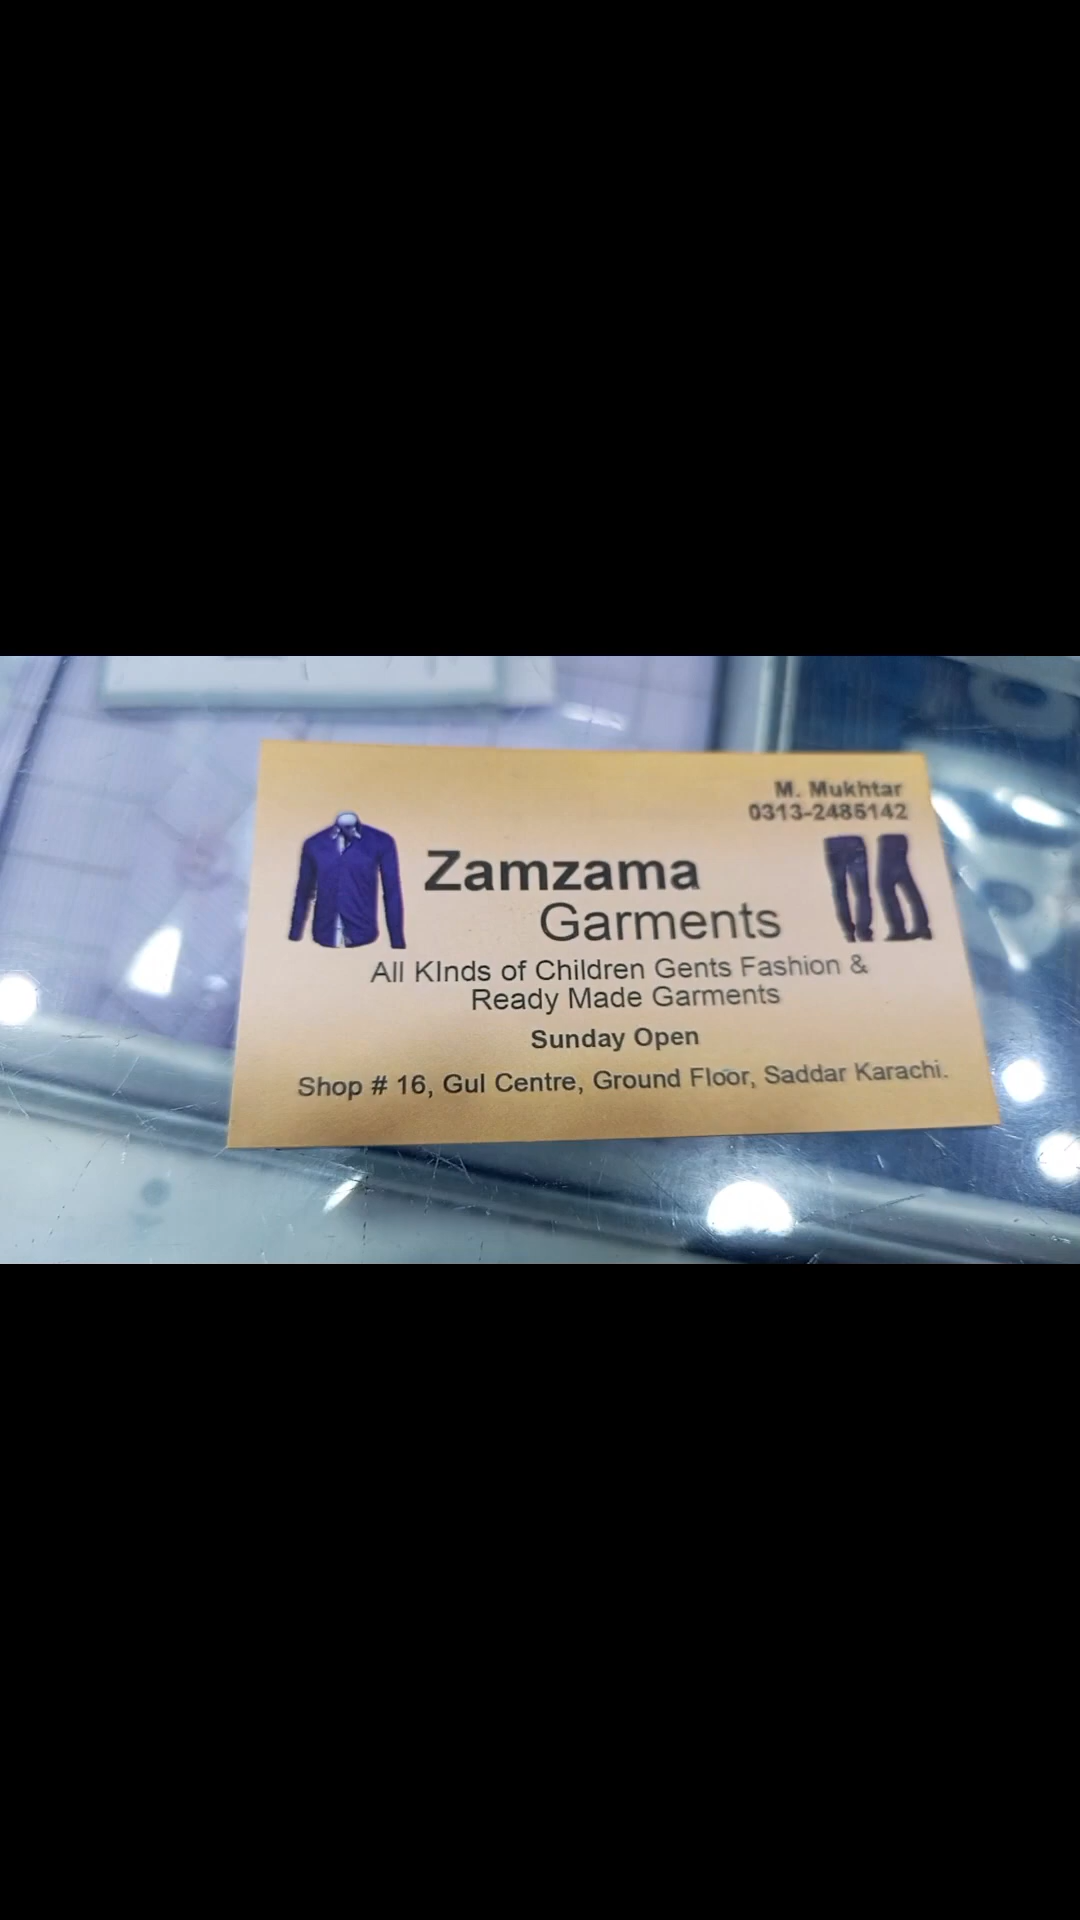 M. Mukhtar
0313-2485142
Zamzama
Garments
All KInds of Children Gents Fashion &
Ready Made Garments
Sunday Open
Shop # 16, Gul Centre, Ground Floor, Saddar Karachi.